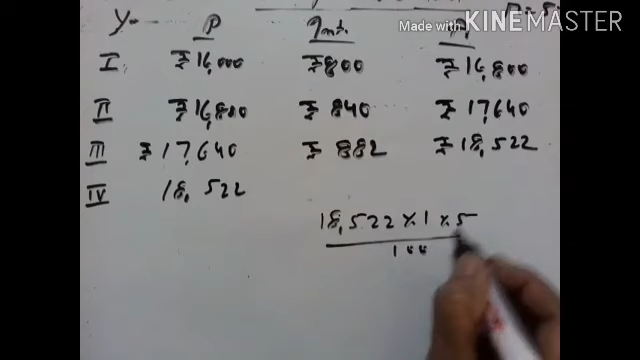 Made with KINEMASTER
Y P Int.
I ₹16,000 ₹800 ₹16,800
II ₹16,800 ₹840 ₹17,640
III ₹17,640 ₹882 ₹18,522
IV 18,522
18,522 × 1 × 5
100